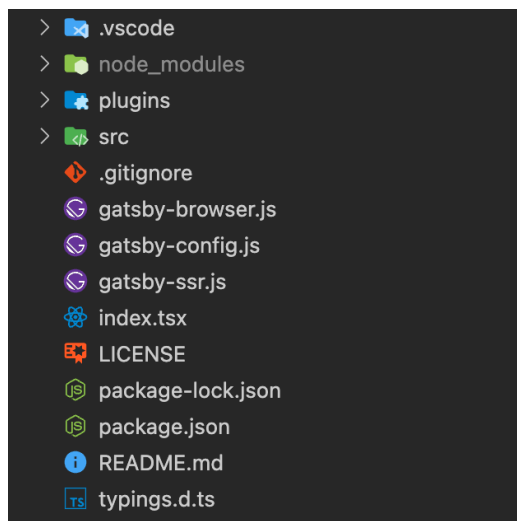 .vscode
node_modules
plugins
src
.gitignore
gatsby-browser.js
gatsby-config.js
gatsby-ssr.js
index.tsx
LICENSE
package-lock.json
package.json
README.md
TS typings.d.ts